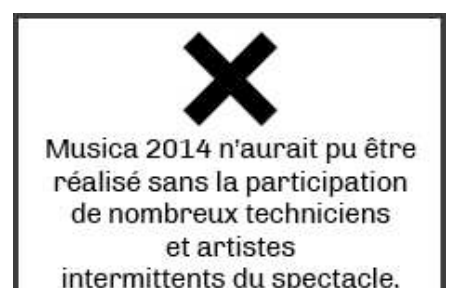 Musica 2014 n'aurait pu être
réalisé sans la participation
de nombreux techniciens
et artistes
intermittents du spectacle.